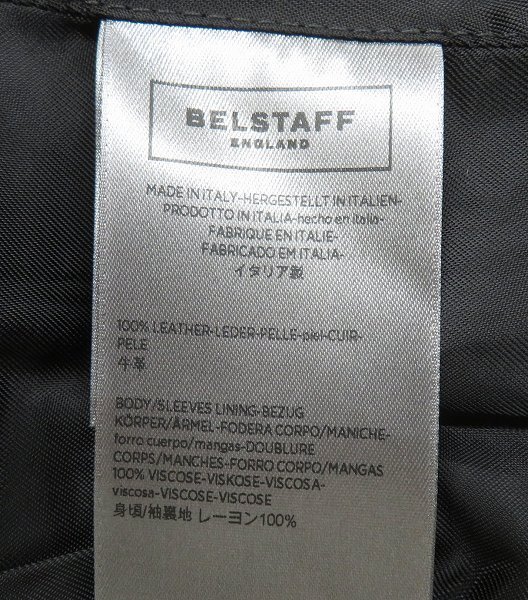 BELSTAFF
ENGLAND
MADE IN ITALY-HERGESTELLT IN ITALIEN-
PRODOTTO IN ITALIA-hecho en italia-
FABRIQUE EN ITALIE-
FABRICADO EM ITALIA-
イタリア製
100% LEATHER-LEDER-PELLE-piel-CUIR-
PELE
牛革
BODY/SLEEVES LINING-BEZUG
KÖRPER/ÄRMEL-FODERA CORPO/MANICHE-
forro cuerpo/mangas-DOUBLURE
CORPS/MANCHES-FORRO CORPO/MANGAS
100% VISCOSE-VISKOSE-VISCOSA-
viscosa-VISCOSE-VISCOSE
身頃/袖裏地 レーヨン100%